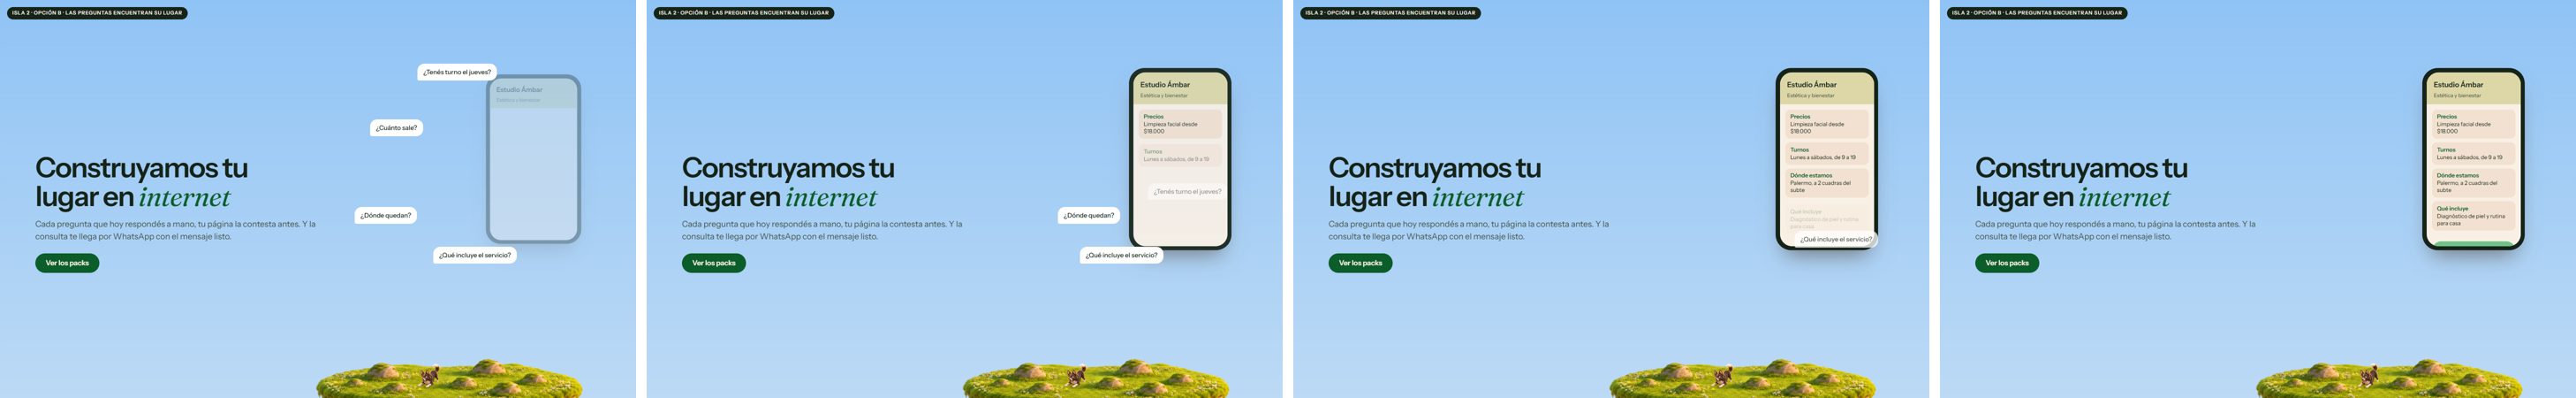 ISLA 2 · OPCIÓN B · LAS PREGUNTAS ENCUENTRAN SU LUGAR
¿Tenés turno el jueves?
Estudio Ámbar
Estética y bienestar
¿Cuánto sale?
Construyamos tu
lugar en internet
¿Dónde quedan?
Cada pregunta que hoy respondés a mano, tu página la contesta antes. Y la
consulta te llega por WhatsApp con el mensaje listo.
¿Qué incluye el servicio?
Ver los packs
ISLA 2 · OPCIÓN B · LAS PREGUNTAS ENCUENTRAN SU LUGAR
Estudio Ámbar
Estética y bienestar
Precios
Limpieza facial desde
$18.000
Turnos
Lunes a sábados, de 9 a 19
¿Tenés turno el jueves?
Construyamos tu
lugar en internet
¿Dónde quedan?
Cada pregunta que hoy respondés a mano, tu página la contesta antes. Y la
consulta te llega por WhatsApp con el mensaje listo.
¿Qué incluye el servicio?
Ver los packs
ISLA 2 · OPCIÓN B · LAS PREGUNTAS ENCUENTRAN SU LUGAR
Estudio Ámbar
Estética y bienestar
Precios
Limpieza facial desde
$18.000
Turnos
Lunes a sábados, de 9 a 19
Dónde estamos
Palermo, a 2 cuadras del
subte
Qué incluye
Diagnóstico de piel y rutina
para casa
¿Qué incluye el servicio?
Construyamos tu
lugar en internet
Cada pregunta que hoy respondés a mano, tu página la contesta antes. Y la
consulta te llega por WhatsApp con el mensaje listo.
Ver los packs
ISLA 2 · OPCIÓN B · LAS PREGUNTAS ENCUENTRAN SU LUGAR
Estudio Ámbar
Estética y bienestar
Precios
Limpieza facial desde
$18.000
Turnos
Lunes a sábados, de 9 a 19
Dónde estamos
Palermo, a 2 cuadras del
subte
Qué incluye
Diagnóstico de piel y rutina
para casa
Construyamos tu
lugar en internet
Cada pregunta que hoy respondés a mano, tu página la contesta antes. Y la
consulta te llega por WhatsApp con el mensaje listo.
Ver los packs